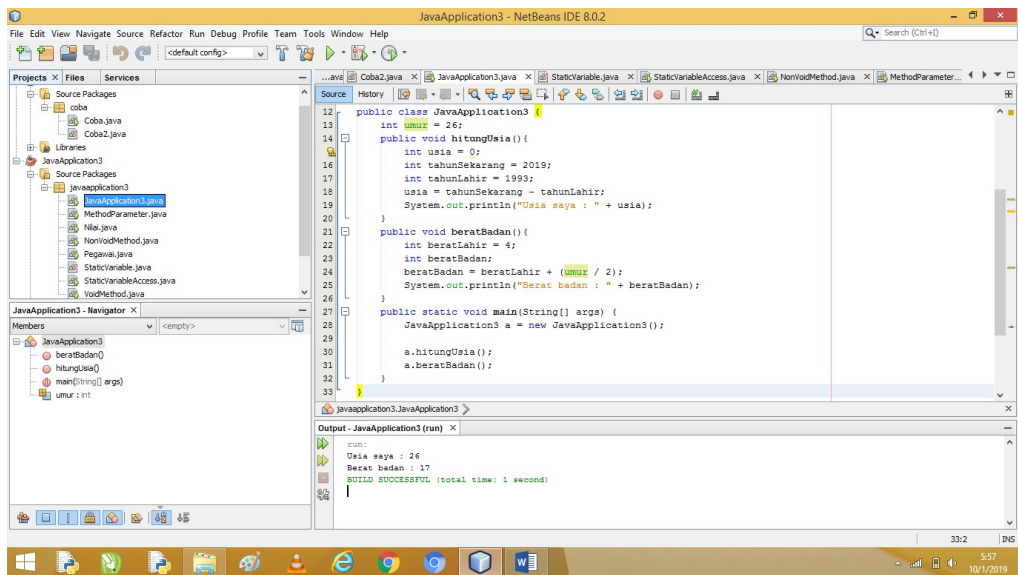 JavaApplication3 - NetBeans IDE 8.0.2
File Edit View Navigate Source Refactor Run Debug Profile Team Tools Window Help
Search (Ctrl+I)
<default config>
Projects Files Services
Source Packages
coba
Coba.java
Coba2.java
Libraries
JavaApplication3
Source Packages
javaapplication3
JavaApplication3.java
MethodParameter.java
Nilai.java
NonVoidMethod.java
Pegawai.java
StaticVariable.java
StaticVariableAccess.java
VoidMethod.java
JavaApplication3 - Navigator
Members <empty>
JavaApplication3
beratBadan()
hitungUsia()
main(String[] args)
umur : int
...ava Coba2.java JavaApplication3.java StaticVariable.java StaticVariableAccess.java NonVoidMethod.java MethodParameter...
Source History
12 public class JavaApplication3 {
13 int umur = 26;
14 public void hitungUsia(){
int usia = 0;
16 int tahunSekarang = 2019;
17 int tahunLahir = 1993;
18 usia = tahunSekarang - tahunLahir;
19 System.out.println("Usia saya : " + usia);
20 }
21 public void beratBadan(){
22 int beratLahir = 4;
23 int beratBadan;
24 beratBadan = beratLahir + (umur / 2);
25 System.out.println("Berat badan : " + beratBadan);
26 }
27 public static void main(String[] args) {
28 JavaApplication3 a = new JavaApplication3();
29
30 a.hitungUsia();
31 a.beratBadan();
32 }
33 }
javaapplication3.JavaApplication3
Output - JavaApplication3 (run)
run:
Usia saya : 26
Berat badan : 17
BUILD SUCCESSFUL (total time: 1 second)
33:2 INS
5:57
10/1/2019